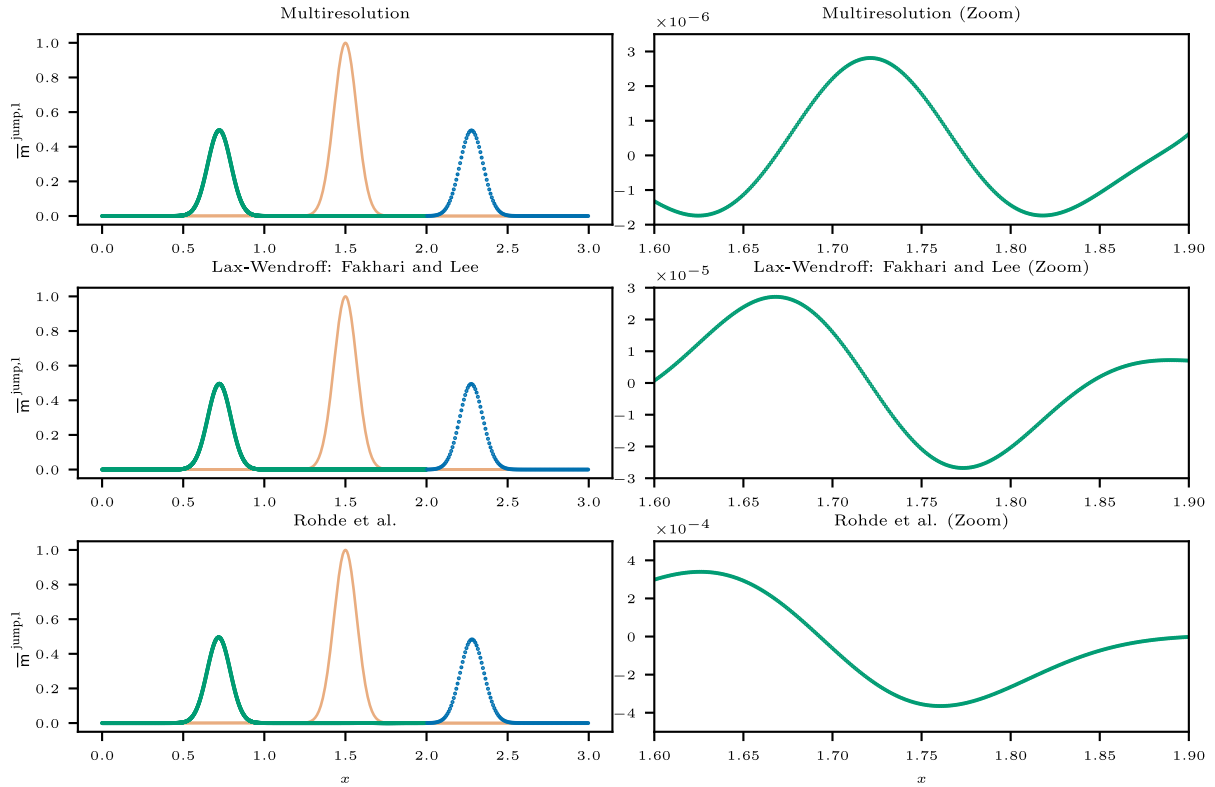 Multiresolution
Multiresolution (Zoom)
×10−6
m̅ jump,l
1.0
0.8
0.6
0.4
0.2
0.0
0.0 0.5 1.0 1.5 2.0 2.5 3.0
3
2
1
0
−1
−2
1.60 1.65 1.70 1.75 1.80 1.85 1.90
Lax-Wendroff: Fakhari and Lee
Lax-Wendroff: Fakhari and Lee (Zoom)
×10−5
m̅ jump,l
1.0
0.8
0.6
0.4
0.2
0.0
0.0 0.5 1.0 1.5 2.0 2.5 3.0
3
2
1
0
−1
−2
−3
1.60 1.65 1.70 1.75 1.80 1.85 1.90
Rohde et al.
Rohde et al. (Zoom)
×10−4
m̅ jump,l
1.0
0.8
0.6
0.4
0.2
0.0
0.0 0.5 1.0 1.5 2.0 2.5 3.0
x
4
2
0
−2
−4
1.60 1.65 1.70 1.75 1.80 1.85 1.90
x